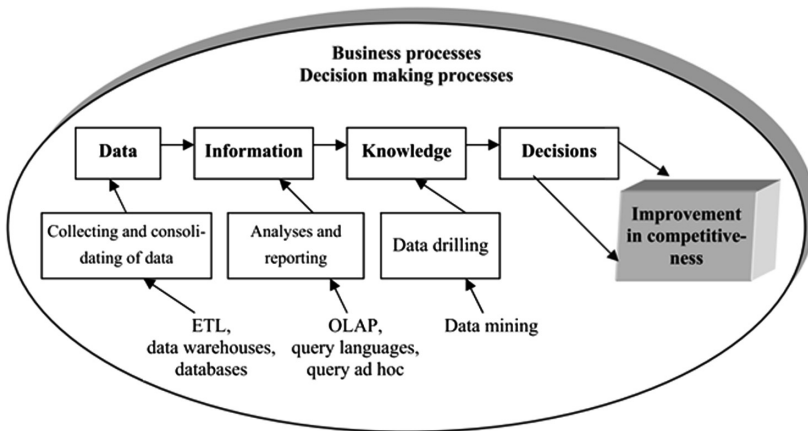 Business processes
Decision making processes
Data
Information
Knowledge
Decisions
Improvement
in competitive-
ness
Collecting and consoli-
dating of data
Analyses and
reporting
Data drilling
ETL,
data warehouses,
databases
OLAP,
query languages,
query ad hoc
Data mining